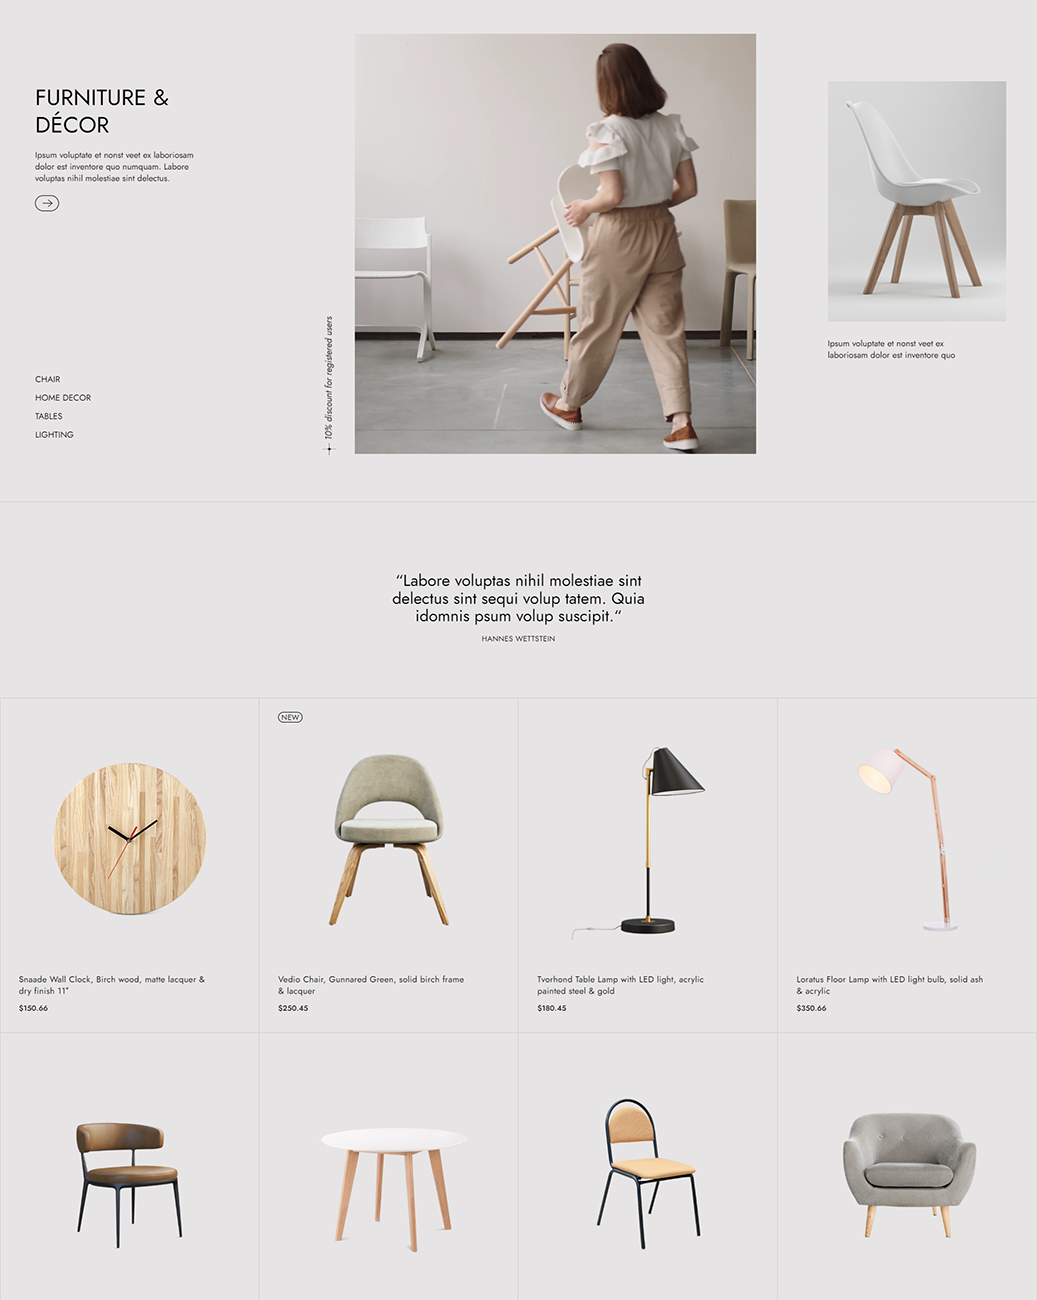 FURNITURE &
DÉCOR
Ipsum voluptate et nonst veet ex laboriosam
dolor est inventore quo numquam. Labore
voluptas nihil molestiae sint delectus.
CHAIR
HOME DECOR
TABLES
LIGHTING
10% discount for registered users
Ipsum voluptate et nonst veet ex
laboriosam dolor est inventore quo
“Labore voluptas nihil molestiae sint
delectus sint sequi volup tatem. Quia
idomnis psum volup suscipit.“
HANNES WETTSTEIN
NEW
Snaade Wall Clock, Birch wood, matte lacquer &
dry finish 11"
$150.66
Vedio Chair, Gunnared Green, solid birch frame
& lacquer
$250.45
Tvorhond Table Lamp with LED light, acrylic
painted steel & gold
$180.45
Loratus Floor Lamp with LED light bulb, solid ash
& acrylic
$350.66